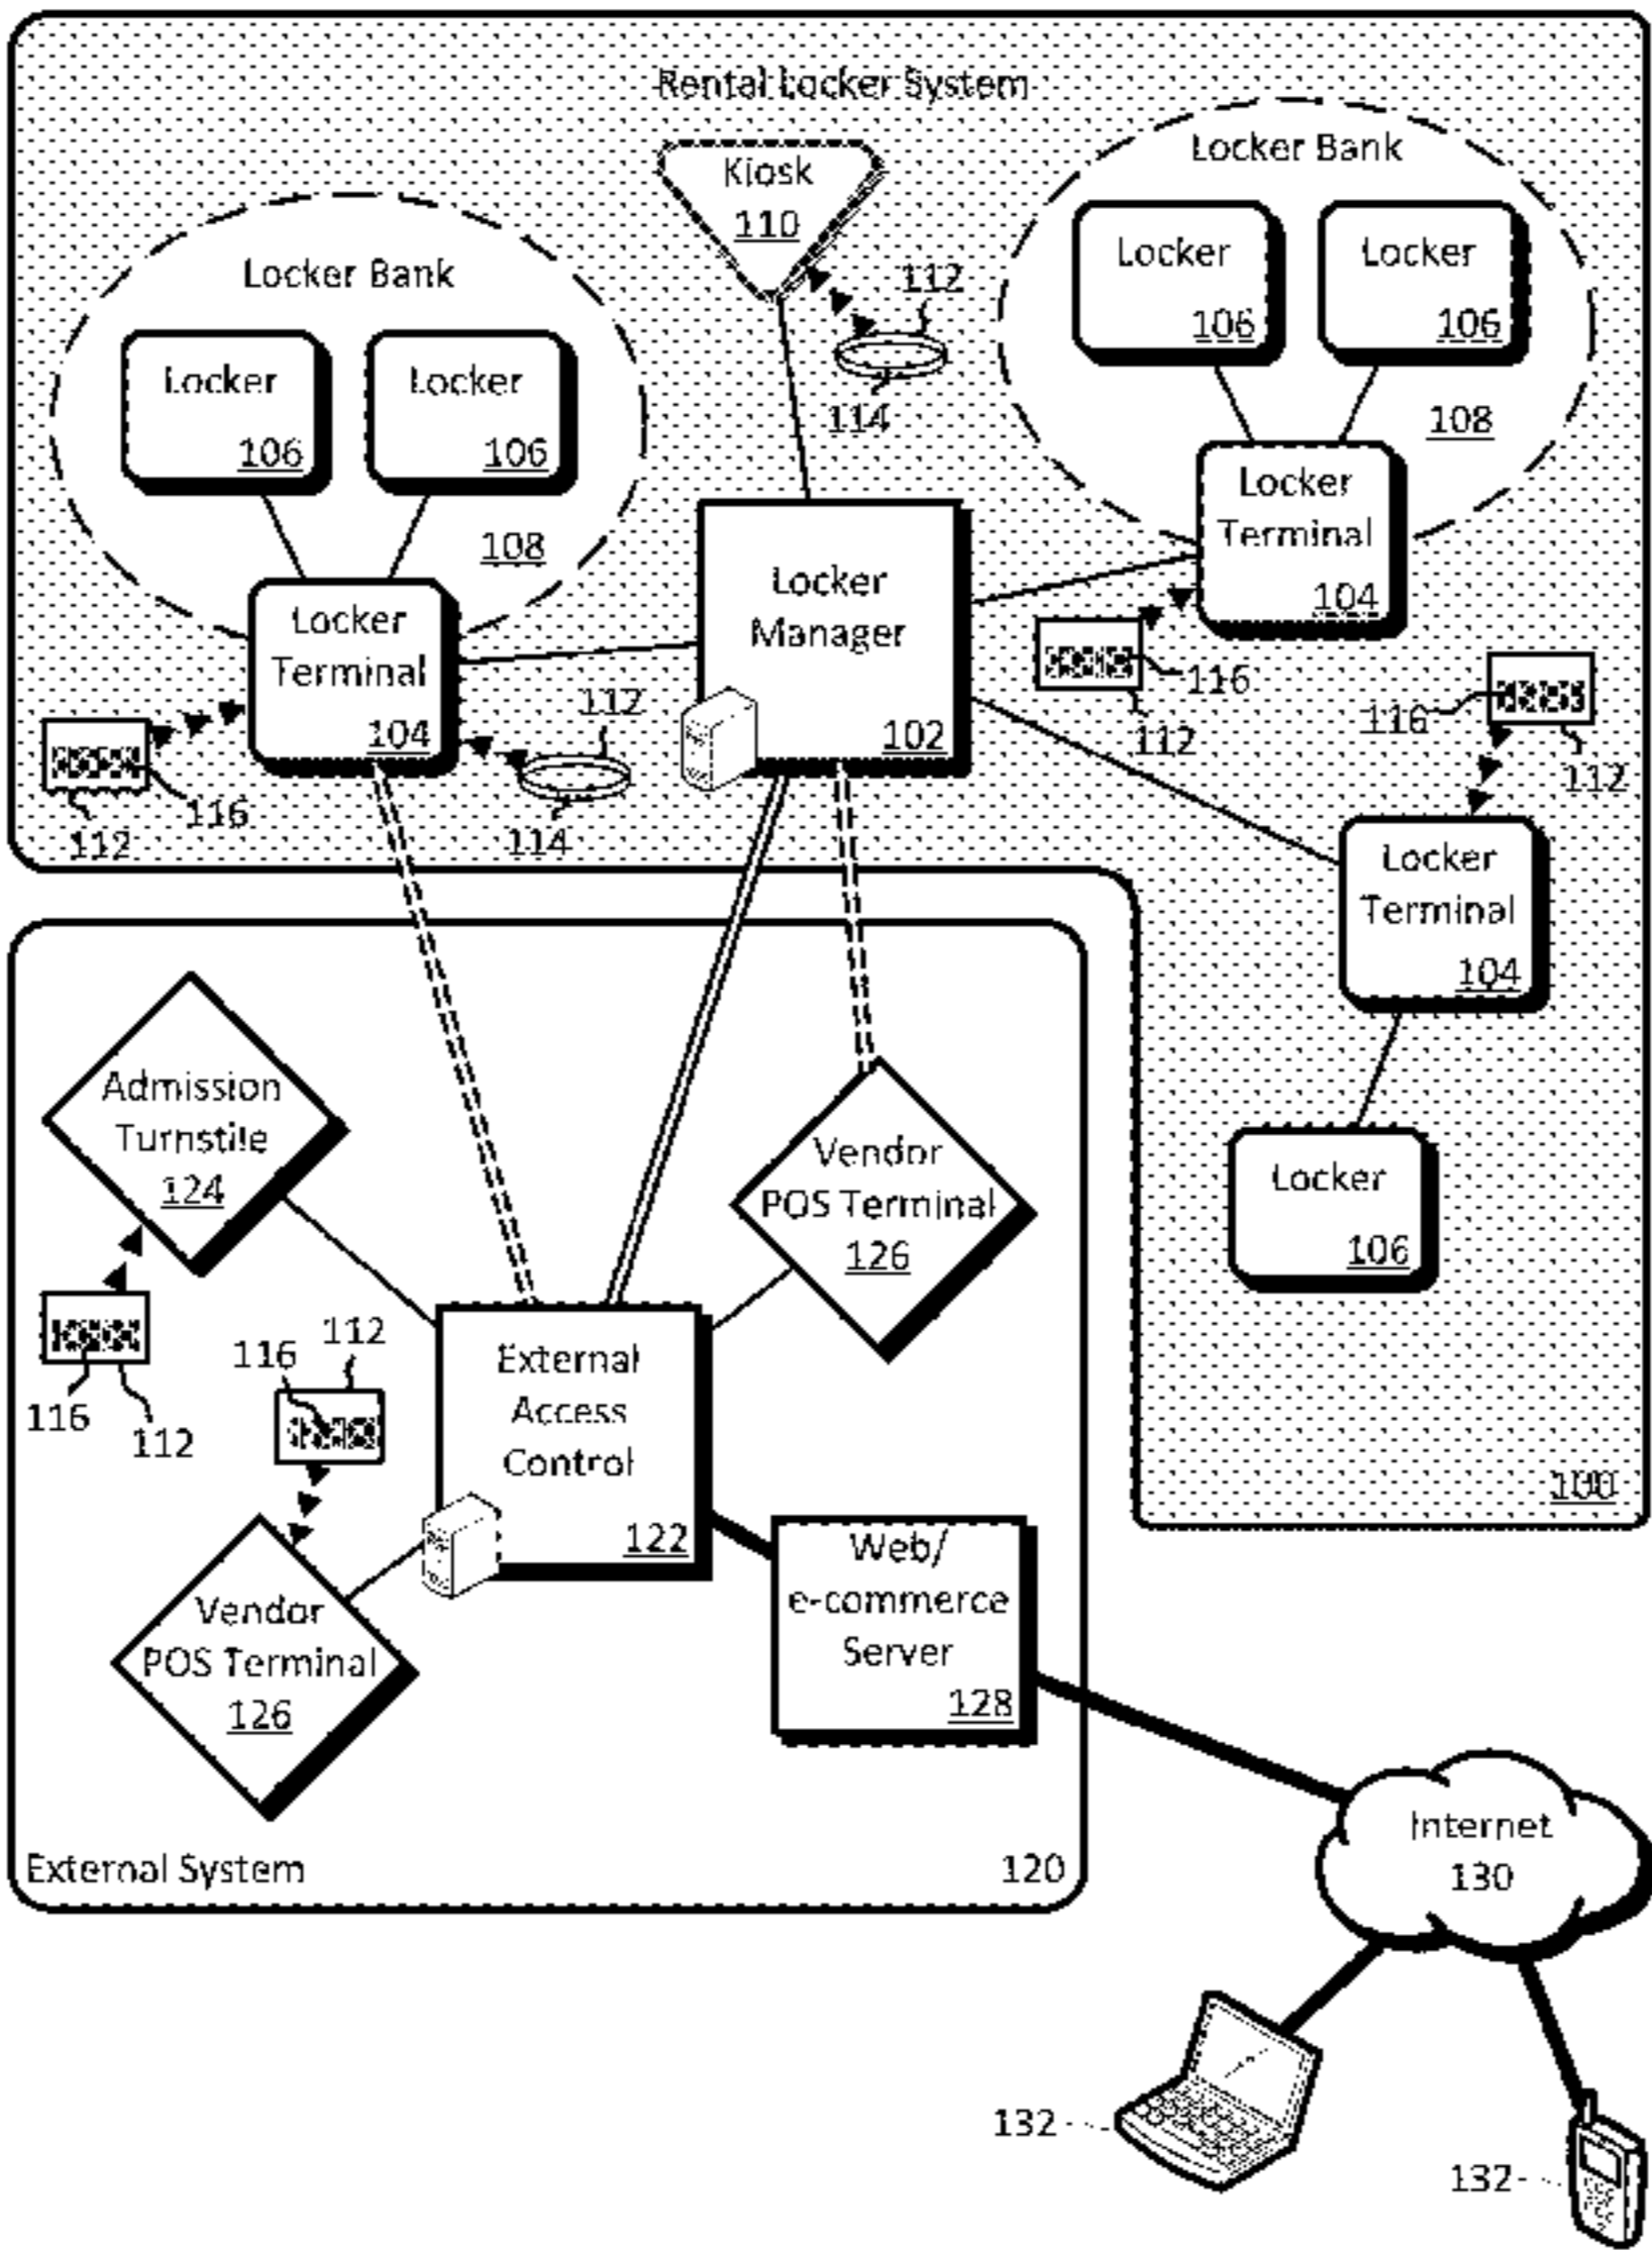 Rental Locker System
Kiosk
110
112
114
Locker Bank
Locker
106
Locker
106
108
Locker
Terminal
104
Locker Bank
Locker
106
Locker
106
108
Locker
Terminal
104
Locker
Manager
102
116
112
112
114
116
112
116
112
Locker
Terminal
104
Locker
106
100
Admission
Turnstile
124
116
112
Vendor
POS Terminal
126
116
112
External
Access
Control
122
Vendor
POS Terminal
126
Web/
e-commerce
Server
128
External System
120
Internet
130
132
132